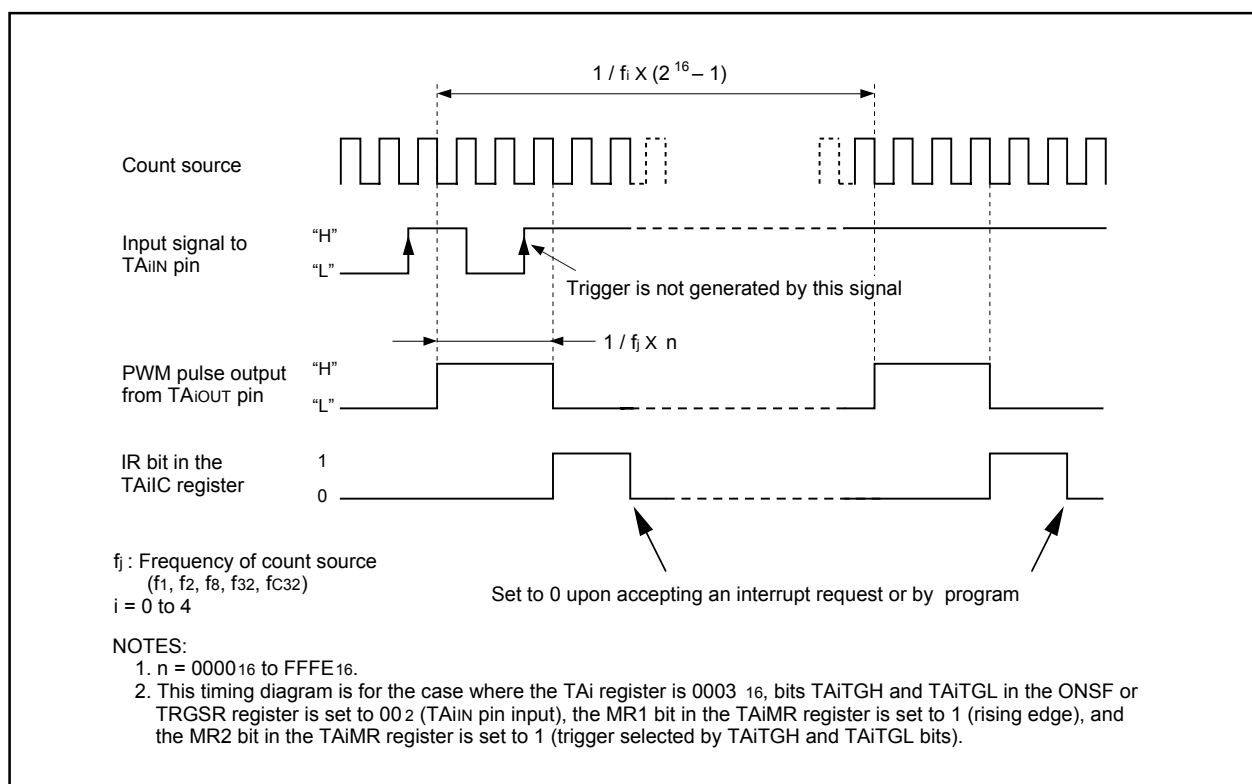 1 / fi X (2 16 – 1)
Count source
Input signal to
TAiIN pin
“H”
“L”
Trigger is not generated by this signal
1 / fj X n
PWM pulse output
from TAiOUT pin
“H”
“L”
IR bit in the
TAiIC register
1
0
fj : Frequency of count source
(f1, f2, f8, f32, fC32)
i = 0 to 4
Set to 0 upon accepting an interrupt request or by program
NOTES:
1. n = 000016 to FFFE16.
2. This timing diagram is for the case where the TAi register is 0003 16, bits TAiTGH and TAiTGL in the ONSF or
TRGSR register is set to 00 2 (TAiIN pin input), the MR1 bit in the TAiMR register is set to 1 (rising edge), and
the MR2 bit in the TAiMR register is set to 1 (trigger selected by TAiTGH and TAiTGL bits).